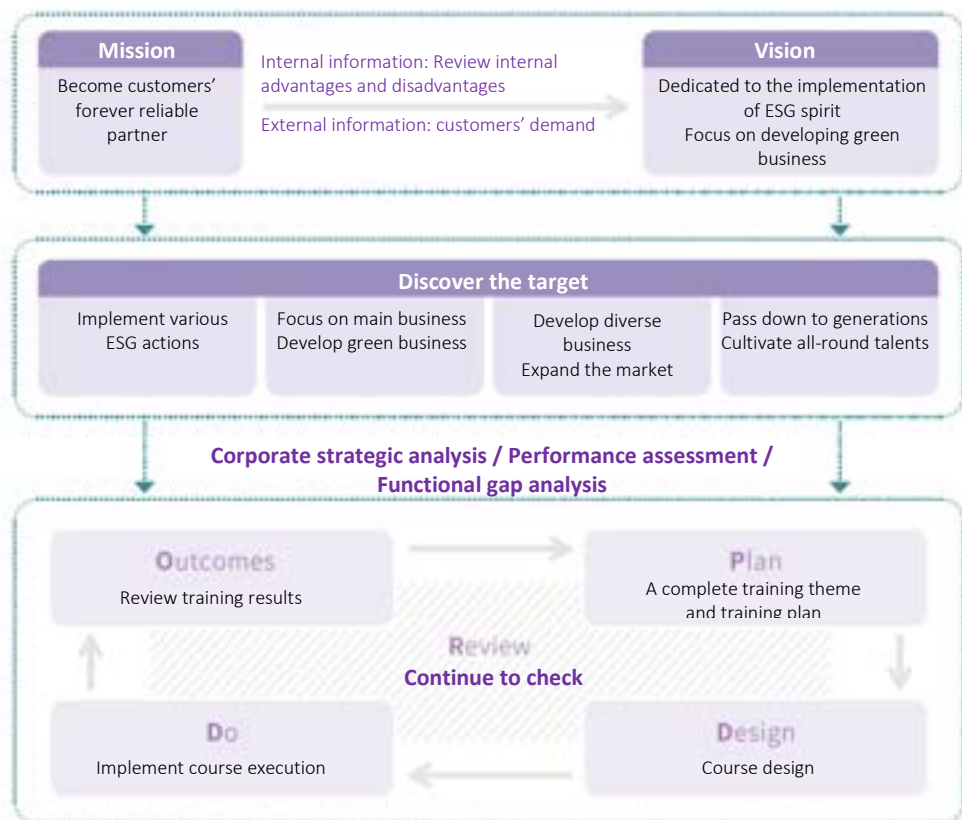 Mission
Become customers'
forever reliable
partner
Internal information: Review internal
advantages and disadvantages
External information: customers' demand
Vision
Dedicated to the implementation
of ESG spirit
Focus on developing green
business
Discover the target
Implement various
ESG actions
Focus on main business
Develop green business
Develop diverse
business
Expand the market
Pass down to generations
Cultivate all-round talents
Corporate strategic analysis / Performance assessment /
Functional gap analysis
Outcomes
Review training results
Plan
A complete training theme
and training plan
Review
Continue to check
Do
Implement course execution
Design
Course design